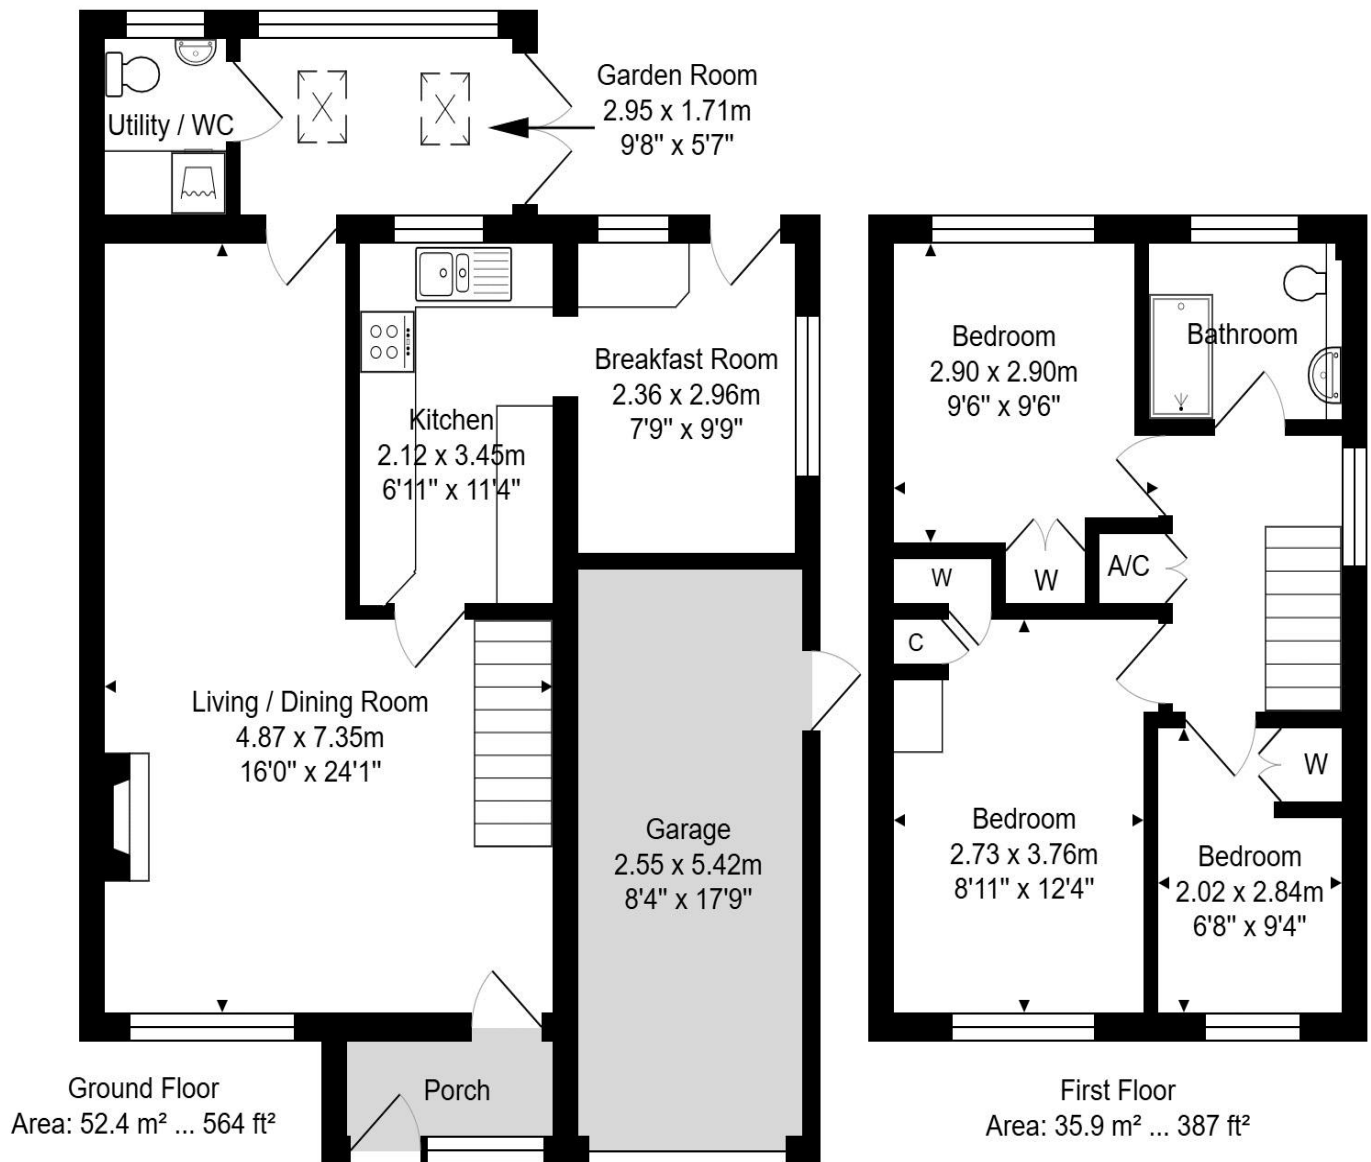 Garden Room
2.95 x 1.71m
9'8" x 5'7"
Utility / WC
Breakfast Room
2.36 x 2.96m
7'9" x 9'9"
Kitchen
2.12 x 3.45m
6'11" x 11'4"
Living / Dining Room
4.87 x 7.35m
16'0" x 24'1"
Garage
2.55 x 5.42m
8'4" x 17'9"
Porch
Ground Floor
Area: 52.4 m² ... 564 ft²
Bedroom
2.90 x 2.90m
9'6" x 9'6"
Bathroom
W
W
A/C
C
Bedroom
2.73 x 3.76m
8'11" x 12'4"
W
Bedroom
2.02 x 2.84m
6'8" x 9'4"
First Floor
Area: 35.9 m² ... 387 ft²